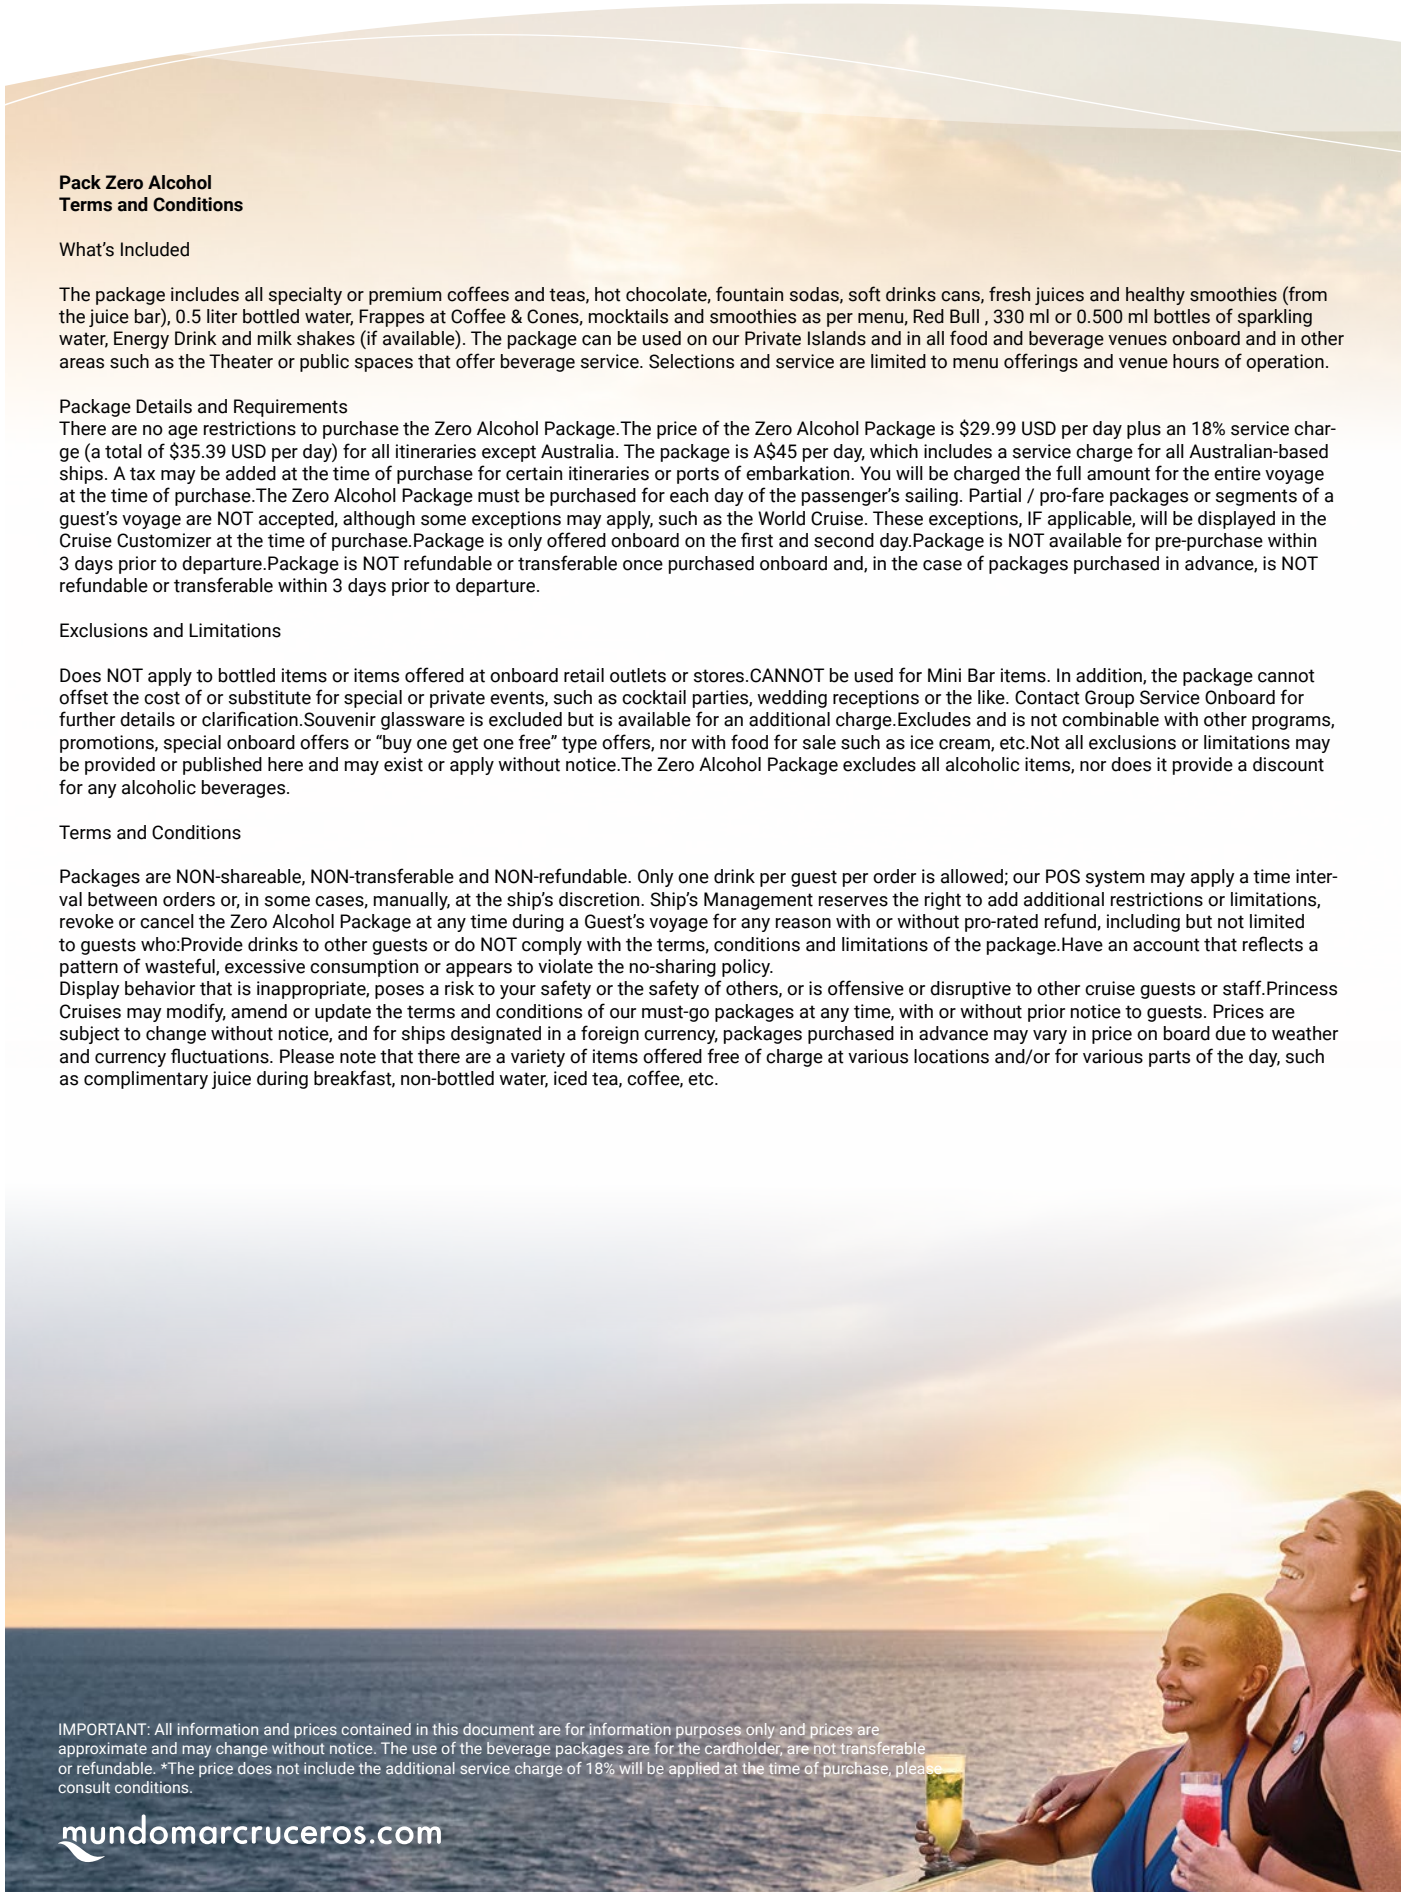 Pack Zero Alcohol
Terms and Conditions
What's Included
The package includes all specialty or premium coffees and teas, hot chocolate, fountain sodas, soft drinks cans, fresh juices and healthy smoothies (from
the juice bar), 0.5 liter bottled water, Frappes at Coffee & Cones, mocktails and smoothies as per menu, Red Bull , 330 ml or 0.500 ml bottles of sparkling
water, Energy Drink and milk shakes (if available). The package can be used on our Private Islands and in all food and beverage venues onboard and in other
areas such as the Theater or public spaces that offer beverage service. Selections and service are limited to menu offerings and venue hours of operation.
Package Details and Requirements
There are no age restrictions to purchase the Zero Alcohol Package.The price of the Zero Alcohol Package is $29.99 USD per day plus an 18% service char-
ge (a total of $35.39 USD per day) for all itineraries except Australia. The package is A$45 per day, which includes a service charge for all Australian-based
ships. A tax may be added at the time of purchase for certain itineraries or ports of embarkation. You will be charged the full amount for the entire voyage
at the time of purchase.The Zero Alcohol Package must be purchased for each day of the passenger's sailing. Partial / pro-fare packages or segments of a
guest's voyage are NOT accepted, although some exceptions may apply, such as the World Cruise. These exceptions, IF applicable, will be displayed in the
Cruise Customizer at the time of purchase.Package is only offered onboard on the first and second day.Package is NOT available for pre-purchase within
3 days prior to departure.Package is NOT refundable or transferable once purchased onboard and, in the case of packages purchased in advance, is NOT
refundable or transferable within 3 days prior to departure.
Exclusions and Limitations
Does NOT apply to bottled items or items offered at onboard retail outlets or stores.CANNOT be used for Mini Bar items. In addition, the package cannot
offset the cost of or substitute for special or private events, such as cocktail parties, wedding receptions or the like. Contact Group Service Onboard for
further details or clarification.Souvenir glassware is excluded but is available for an additional charge.Excludes and is not combinable with other programs,
promotions, special onboard offers or “buy one get one free” type offers, nor with food for sale such as ice cream, etc.Not all exclusions or limitations may
be provided or published here and may exist or apply without notice.The Zero Alcohol Package excludes all alcoholic items, nor does it provide a discount
for any alcoholic beverages.
Terms and Conditions
Packages are NON-shareable, NON-transferable and NON-refundable. Only one drink per guest per order is allowed; our POS system may apply a time inter-
val between orders or, in some cases, manually, at the ship's discretion. Ship's Management reserves the right to add additional restrictions or limitations,
revoke or cancel the Zero Alcohol Package at any time during a Guest's voyage for any reason with or without pro-rated refund, including but not limited
to guests who:Provide drinks to other guests or do NOT comply with the terms, conditions and limitations of the package.Have an account that reflects a
pattern of wasteful, excessive consumption or appears to violate the no-sharing policy.
Display behavior that is inappropriate, poses a risk to your safety or the safety of others, or is offensive or disruptive to other cruise guests or staff.Princess
Cruises may modify, amend or update the terms and conditions of our must-go packages at any time, with or without prior notice to guests. Prices are
subject to change without notice, and for ships designated in a foreign currency, packages purchased in advance may vary in price on board due to weather
and currency fluctuations. Please note that there are a variety of items offered free of charge at various locations and/or for various parts of the day, such
as complimentary juice during breakfast, non-bottled water, iced tea, coffee, etc.
IMPORTANT: All information and prices contained in this document are for information purposes only and prices are
approximate and may change without notice. The use of the beverage packages are for the cardholder, are not transferable
or refundable. *The price does not include the additional service charge of 18% will be applied at the time of purchase, please
consult conditions.
mundomarcruceros.com